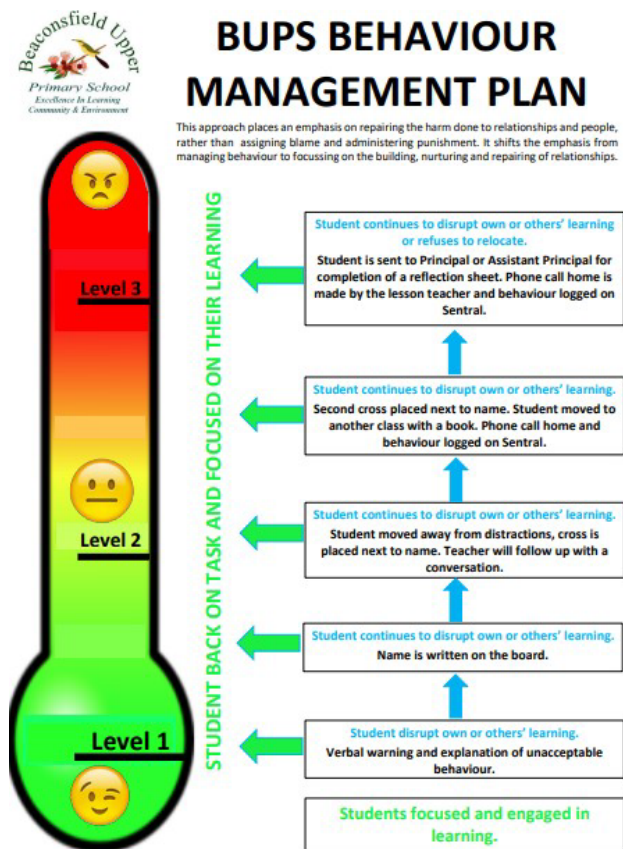 Beaconsfield Upper
Primary School
Excellence In Learning
Community & Environment
BUPS BEHAVIOUR
MANAGEMENT PLAN
This approach places an emphasis on repairing the harm done to relationships and people,
rather than assigning blame and administering punishment. It shifts the emphasis from
managing behaviour to focussing on the building, nurturing and repairing of relationships.
Level 3
Level 2
Level 1
STUDENT BACK ON TASK AND FOCUSED ON THEIR LEARNING
Student continues to disrupt own or others' learning
or refuses to relocate.
Student is sent to Principal or Assistant Principal for
completion of a reflection sheet. Phone call home is
made by the lesson teacher and behaviour logged on
Sentral.
Student continues to disrupt own or others' learning.
Second cross placed next to name. Student moved to
another class with a book. Phone call home and
behaviour logged on Sentral.
Student continues to disrupt own or others' learning.
Student moved away from distractions, cross is
placed next to name. Teacher will follow up with a
conversation.
Student continues to disrupt own or others' learning.
Name is written on the board.
Student disrupt own or others' learning.
Verbal warning and explanation of unacceptable
behaviour.
Students focused and engaged in
learning.